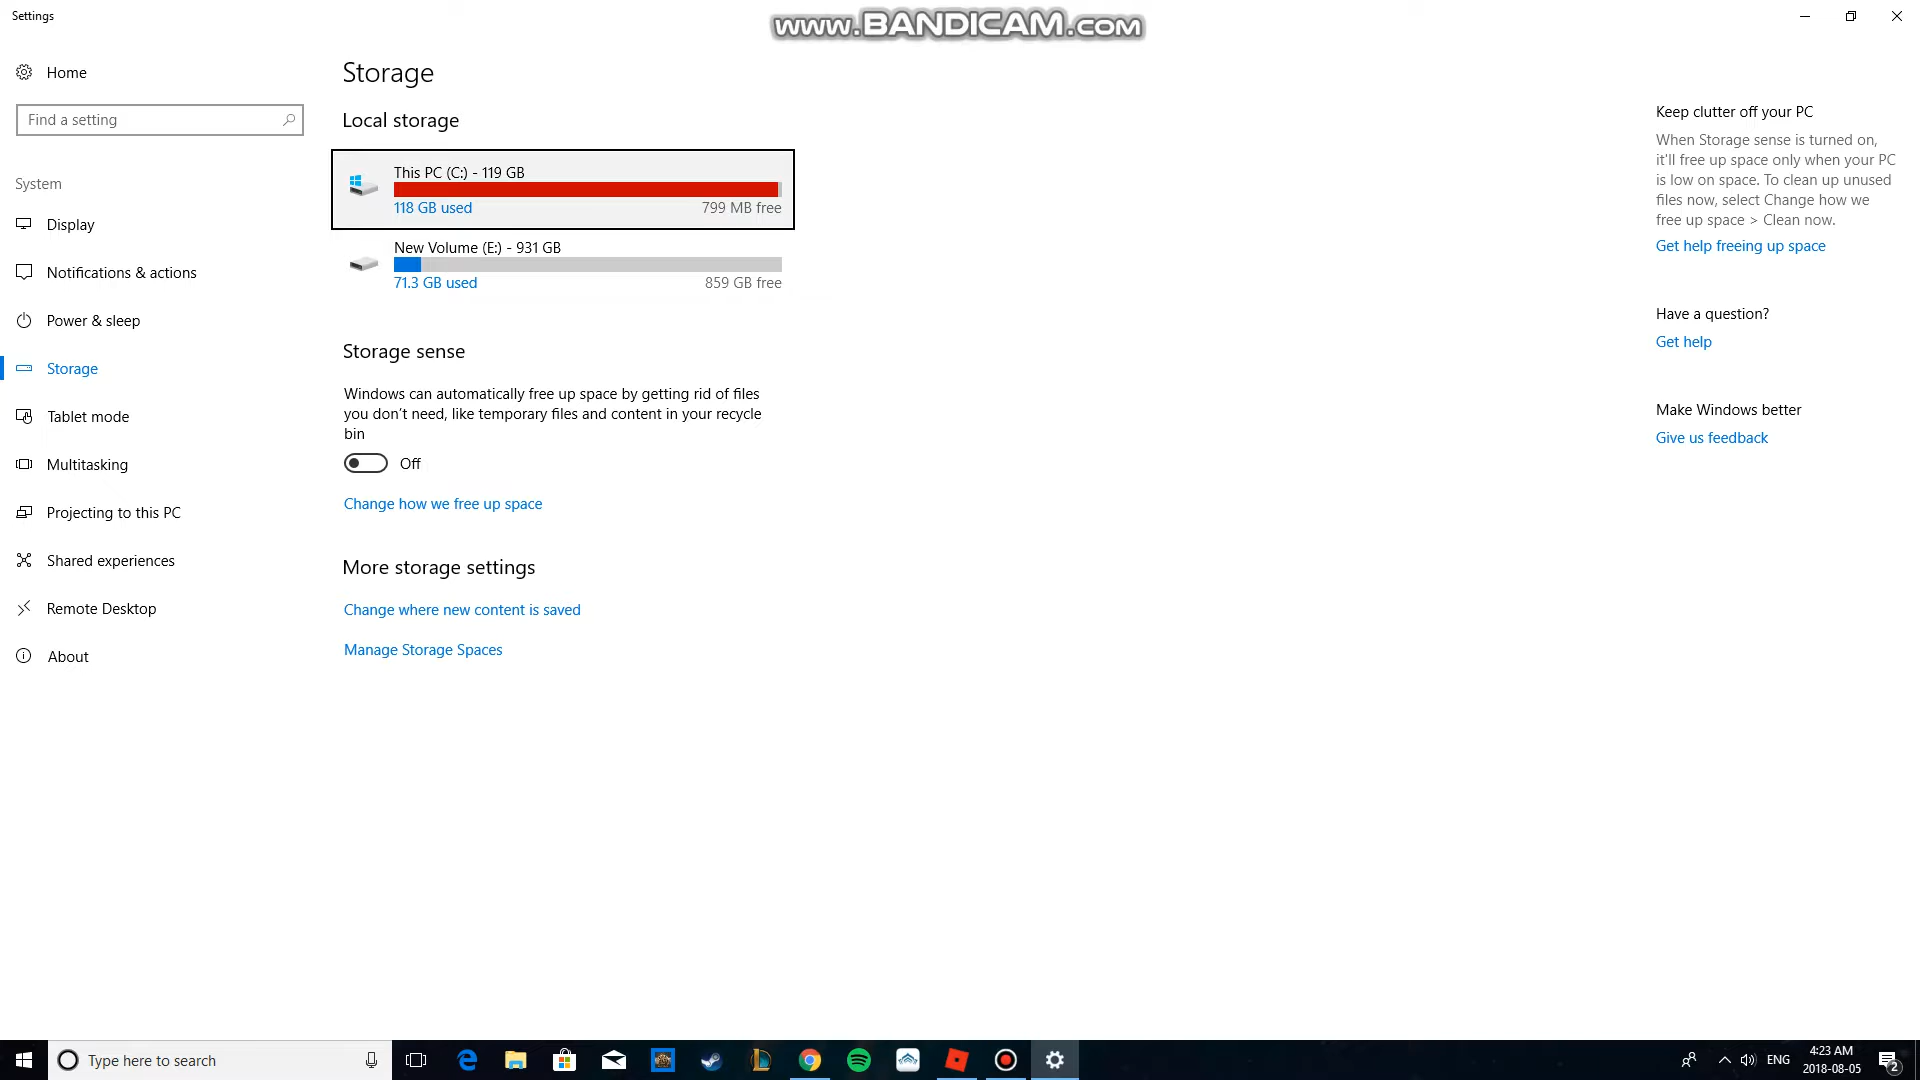 Settings
www.BANDICAM.com
Home
Storage
Find a setting
Local storage
Keep clutter off your PC
When Storage sense is turned on,
it'll free up space only when your PC
is low on space. To clean up unused
files now, select Change how we
free up space > Clean now.
Get help freeing up space
This PC (C:) - 119 GB
118 GB used
799 MB free
System
Display
New Volume (E:) - 931 GB
71.3 GB used
859 GB free
Notifications & actions
Power & sleep
Have a question?
Get help
Storage sense
Storage
Windows can automatically free up space by getting rid of files
you don't need, like temporary files and content in your recycle
bin
Off
Change how we free up space
Tablet mode
Make Windows better
Give us feedback
Multitasking
Projecting to this PC
Shared experiences
More storage settings
Remote Desktop
Change where new content is saved
Manage Storage Spaces
About
Type here to search
ENG
4:23 AM
2018-08-05
2